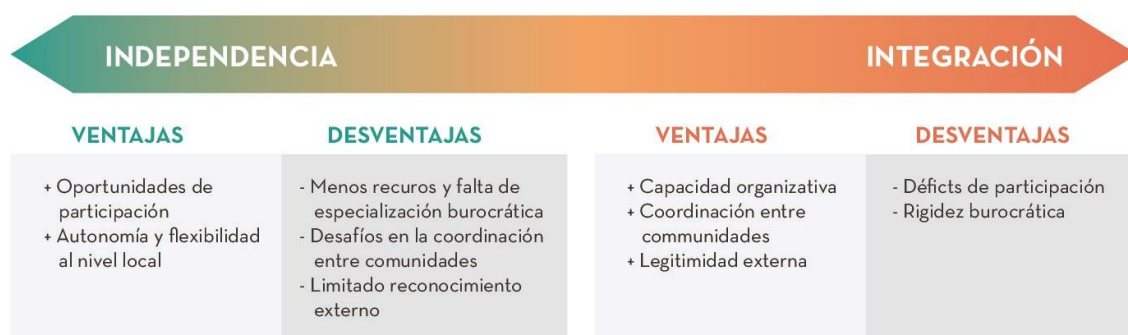 INDEPENDENCIA
INTEGRACIÓN
VENTAJAS
+ Oportunidades de
participación
+ Autonomía y flexibilidad
al nivel local
DESVENTAJAS
- Menos recuros y falta de
especialización burocrática
- Desafíos en la coordinación
entre comunidades
- Limitado reconocimiento
externo
VENTAJAS
+ Capacidad organizativa
+ Coordinación entre
communidades
+ Legitimidad externa
DESVENTAJAS
- Déficts de participación
- Rigidez burocrática